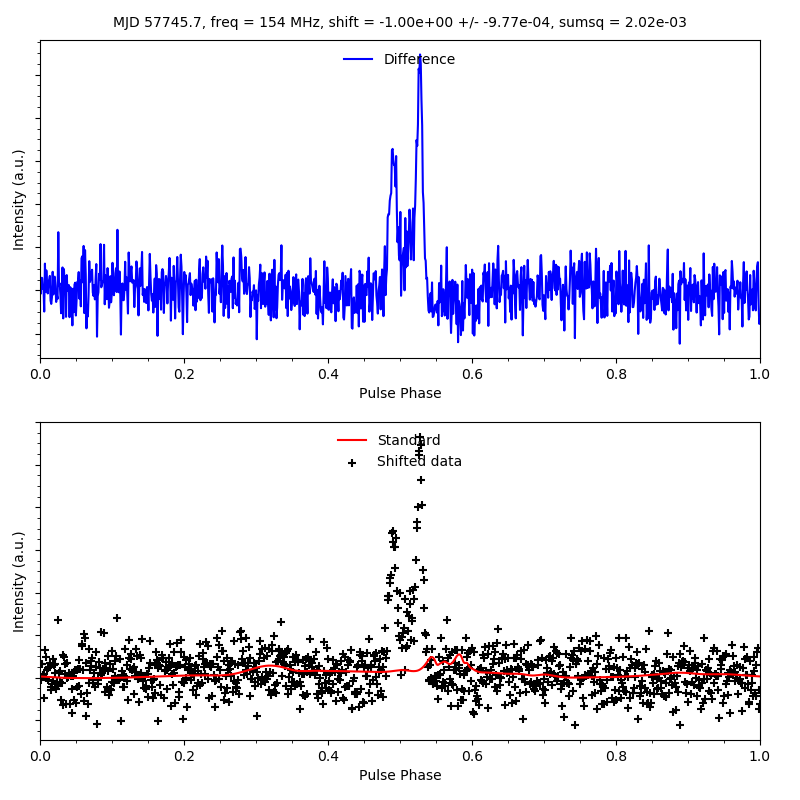 MJD 57745.7, freq = 154 MHz, shift = -1.00e+00 +/- -9.77e-04, sumsq = 2.02e-03
Difference
Intensity (a.u.)
0.0 0.2 0.4 0.6 0.8 1.0
Pulse Phase
Standard
Shifted data
Intensity (a.u.)
0.0 0.2 0.4 0.6 0.8 1.0
Pulse Phase